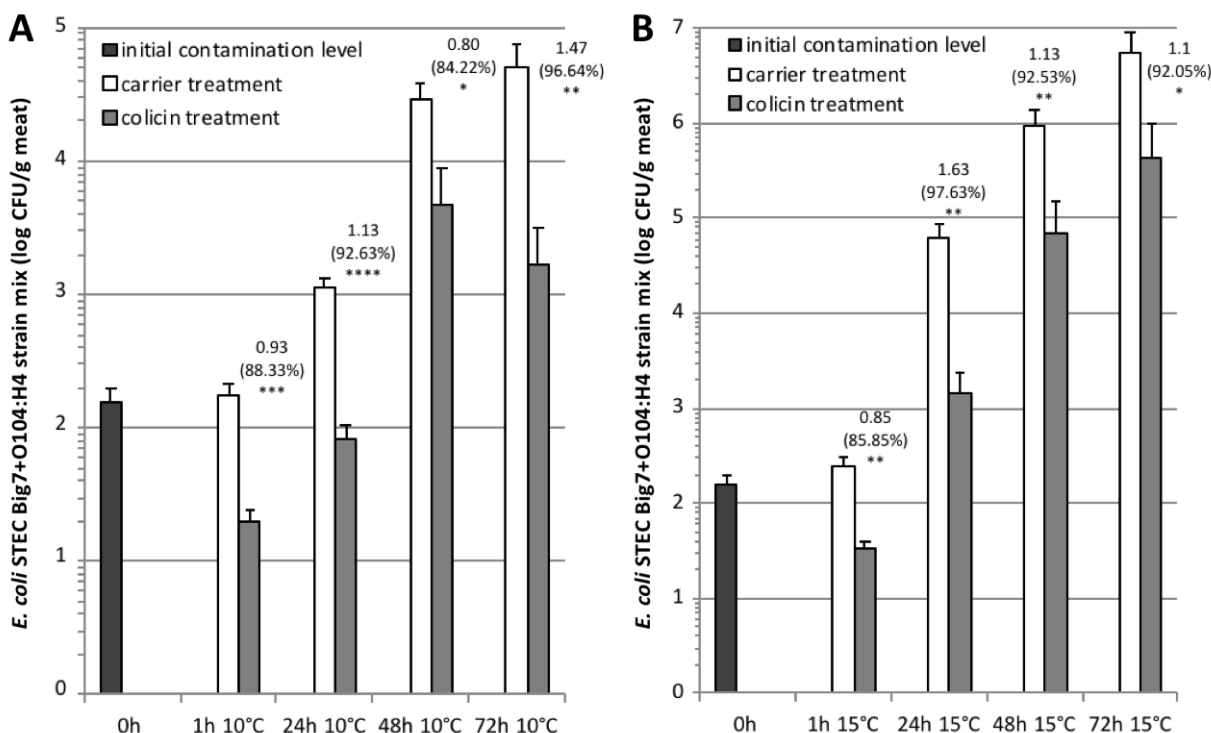 A
E. coli STEC Big7+O104:H4 strain mix (log CFU/g meat)
5
4
3
2
1
0
initial contamination level
carrier treatment
colicin treatment
0.93
(88.33%)
***
1.13
(92.63%)
****
0.80
(84.22%)
*
1.47
(96.64%)
**
0h
1h 10°C
24h 10°C
48h 10°C
72h 10°C
B
E. coli STEC Big7+O104:H4 strain mix (log CFU/g meat)
7
6
5
4
3
2
1
0
initial contamination level
carrier treatment
colicin treatment
0.85
(85.85%)
**
1.63
(97.63%)
**
1.13
(92.53%)
**
1.1
(92.05%)
*
0h
1h 15°C
24h 15°C
48h 15°C
72h 15°C